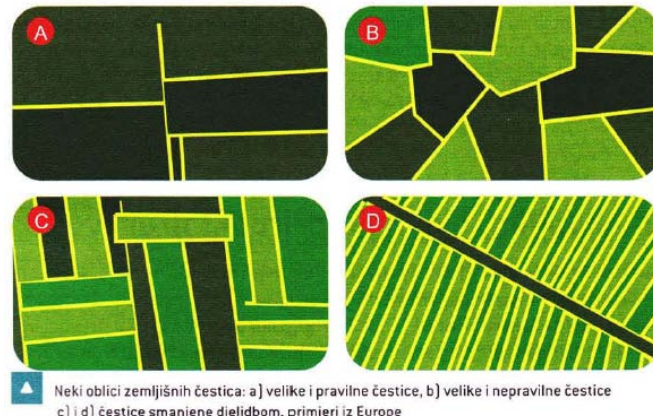 A
B
C
D
Neki oblici zemljišnih čestica: a) velike i pravilne čestice, b) velike i nepravilne čestice
c) i d) čestice smanjene dielidbom, primjeri iz Europe